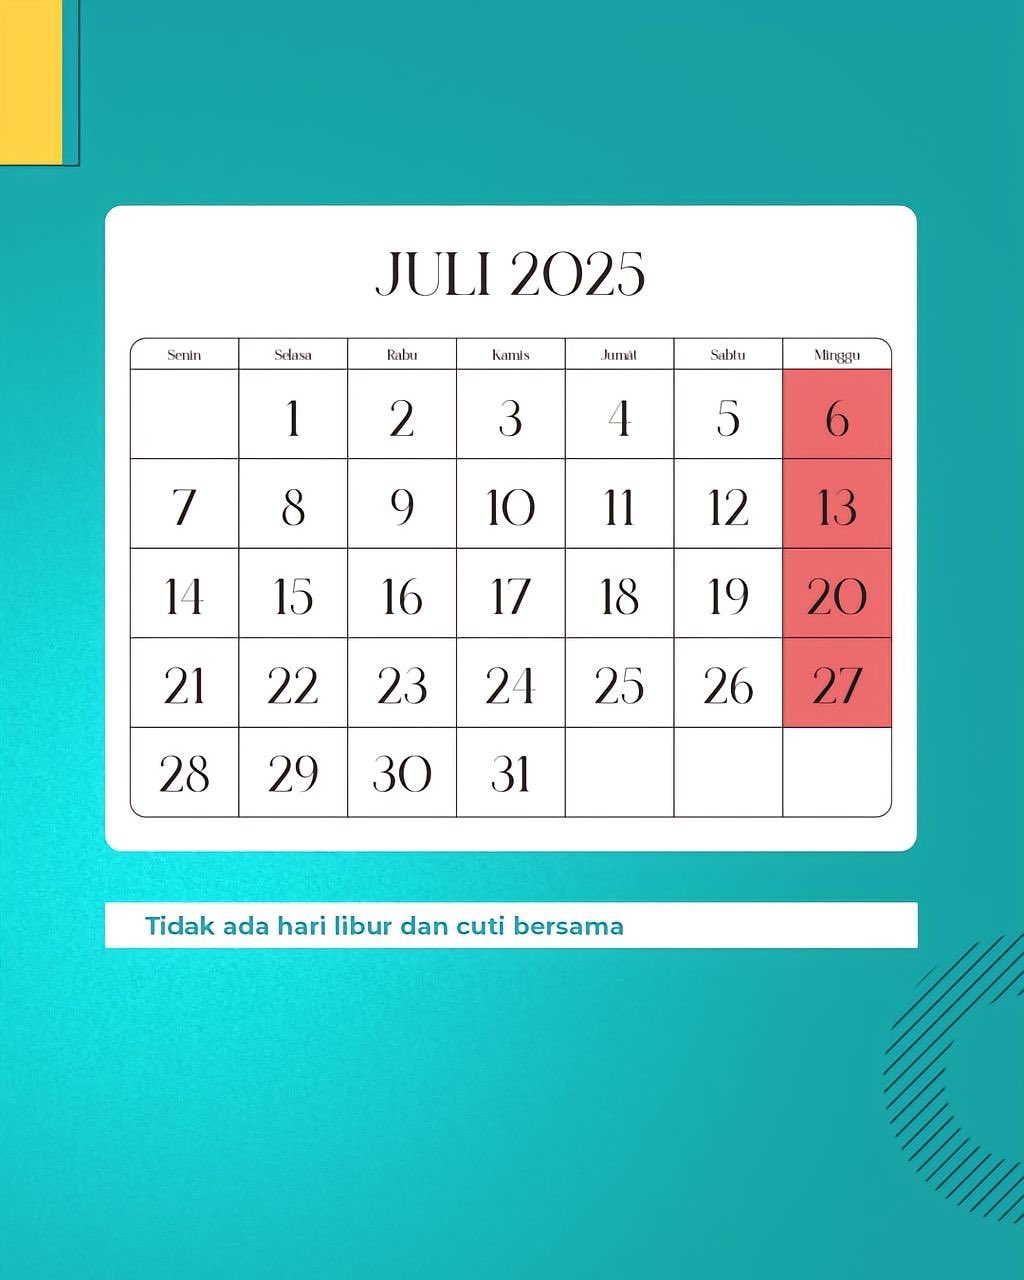 JULI 2025
Senin Selasa Rabu Kamis Jumat Sabtu Minggu
1 2 3 4 5 6
7 8 9 10 11 12 13
14 15 16 17 18 19 20
21 22 23 24 25 26 27
28 29 30 31
Tidak ada hari libur dan cuti bersama